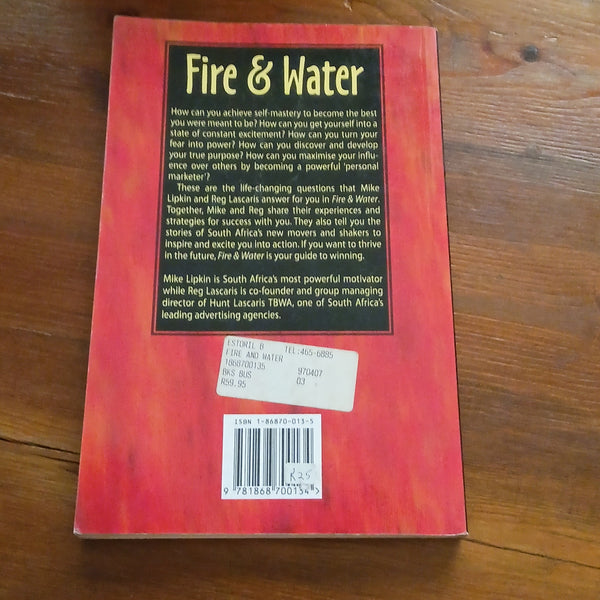 Fire & Water
How can you achieve self-mastery to become the best
you were meant to be? How can you get yourself into a
state of constant excitement? How can you turn your
fear into power? How can you discover and develop
your true purpose? How can you maximise your influ-
ence over others by becoming a powerful 'personal
marketer'?
These are the life-changing questions that Mike
Lipkin and Reg Lascaris answer for you in Fire & Water.
Together, Mike and Reg share their experiences and
strategies for success with you. They also tell you the
stories of South Africa's new movers and shakers to
inspire and excite you into action. If you want to thrive
in the future, Fire & Water is your guide to winning.
Mike Lipkin is South Africa's most powerful motivator
while Reg Lascaris is co-founder and group managing
director of Hunt Lascaris TBWA, one of South Africa's
leading advertising agencies.
ESTORIL B TEL:465-6885
FIRE AND WATER
1868700135 970407
BKS BUS 03
R59.95
ISBN 1-86870-013-5
R25
9 781868 700134 >